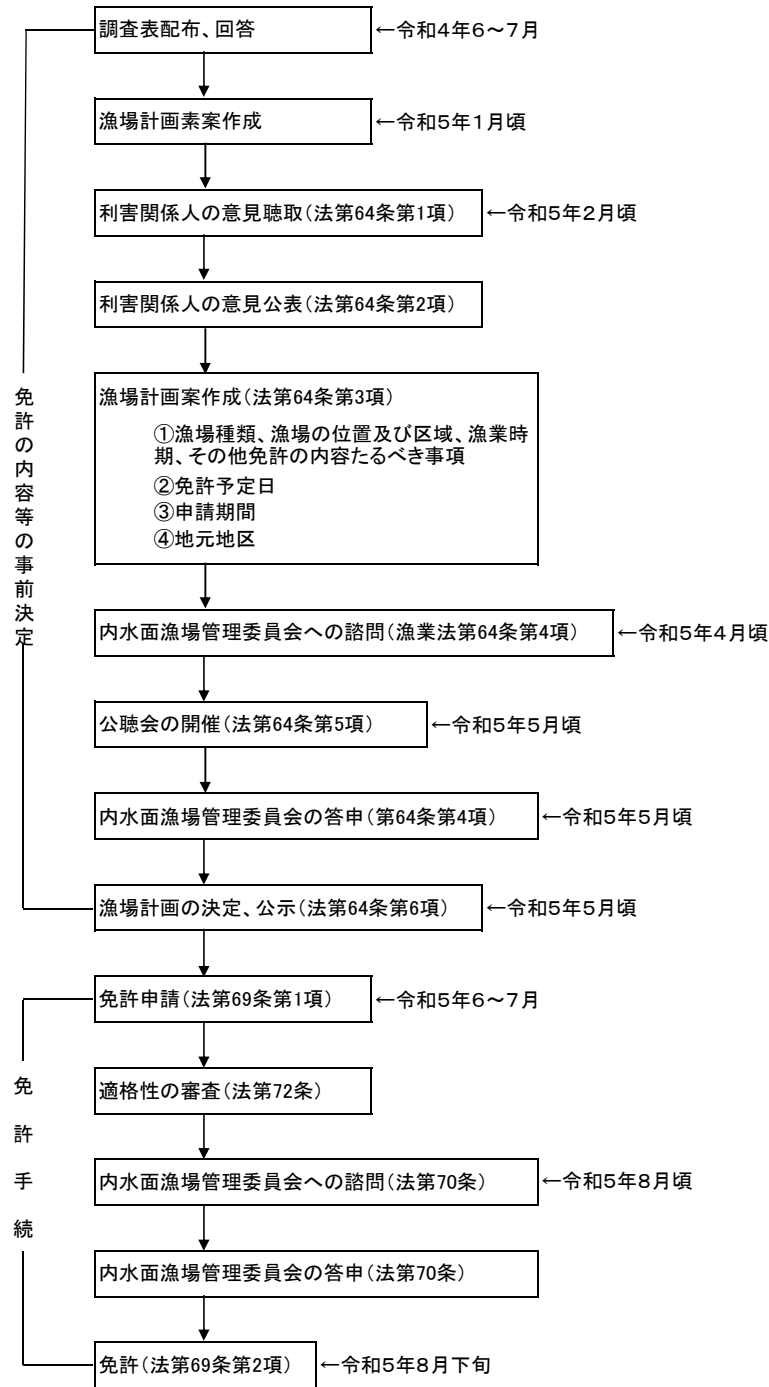 調査表配布、回答 ←令和4年6～7月
漁場計画素案作成 ←令和5年1月頃
利害関係人の意見聴取(法第64条第1項) ←令和5年2月頃
利害関係人の意見公表(法第64条第2項)
漁場計画案作成(法第64条第3項)
①漁場種類、漁場の位置及び区域、漁業時
期、その他免許の内容たるべき事項
②免許予定日
③申請期間
④地元地区
内水面漁場管理委員会への諮問(漁業法第64条第4項) ←令和5年4月頃
公聴会の開催(法第64条第5項) ←令和5年5月頃
内水面漁場管理委員会の答申(第64条第4項) ←令和5年5月頃
漁場計画の決定、公示(法第64条第6項) ←令和5年5月頃
免許の内容等の事前決定
免許申請(法第69条第1項) ←令和5年6～7月
適格性の審査(法第72条)
内水面漁場管理委員会への諮問(法第70条) ←令和5年8月頃
内水面漁場管理委員会の答申(法第70条)
免許(法第69条第2項) ←令和5年8月下旬
免許手続